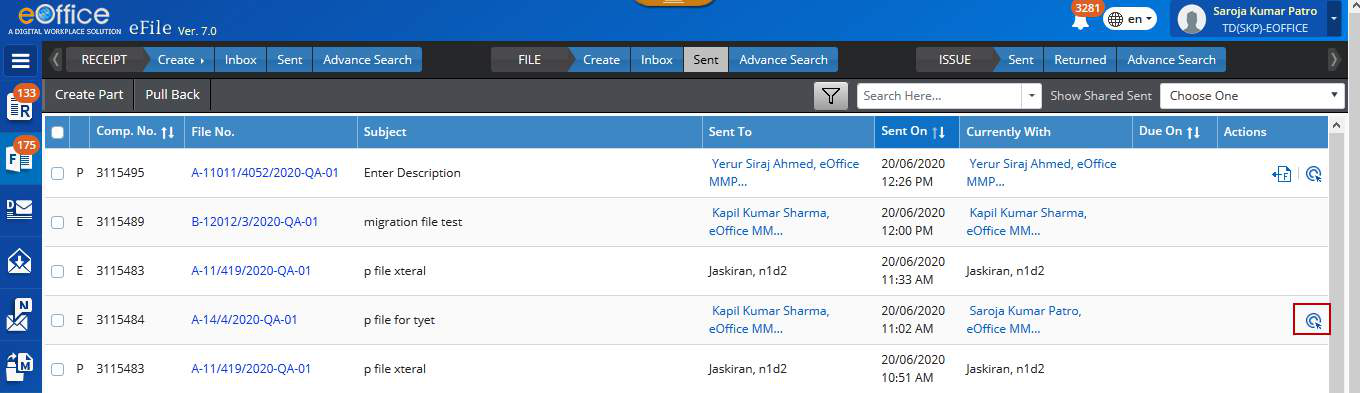 eOffice
A DIGITAL WORKPLACE SOLUTION
eFile Ver. 7.0
3281
en
Saroja Kumar Patro
TD(SKP)-EOFFICE
RECEIPT Create Inbox Sent Advance Search
FILE Create Inbox Sent Advance Search
ISSUE Sent Returned Advance Search
133
R
175
F
D
N
M
Create Part Pull Back
Search Here... Show Shared Sent Choose One
Comp. No. File No. Subject Sent To Sent On Currently With Due On Actions
P 3115495 A-11011/4052/2020-QA-01 Enter Description Yerur Siraj Ahmed, eOffice 20/06/2020 Yerur Siraj Ahmed, eOffice
MMP... 12:26 PM MMP...
E 3115489 B-12012/3/2020-QA-01 migration file test Kapil Kumar Sharma, 20/06/2020 Kapil Kumar Sharma,
eOffice MM... 12:00 PM eOffice MM...
E 3115483 A-11/419/2020-QA-01 p file xteral Jaskiran, n1d2 20/06/2020 Jaskiran, n1d2
11:33 AM
E 3115484 A-14/4/2020-QA-01 p file for tyet Kapil Kumar Sharma, 20/06/2020 Saroja Kumar Patro,
eOffice MM... 11:02 AM eOffice MM...
P 3115483 A-11/419/2020-QA-01 p file xteral Jaskiran, n1d2 20/06/2020 Jaskiran, n1d2
10:51 AM